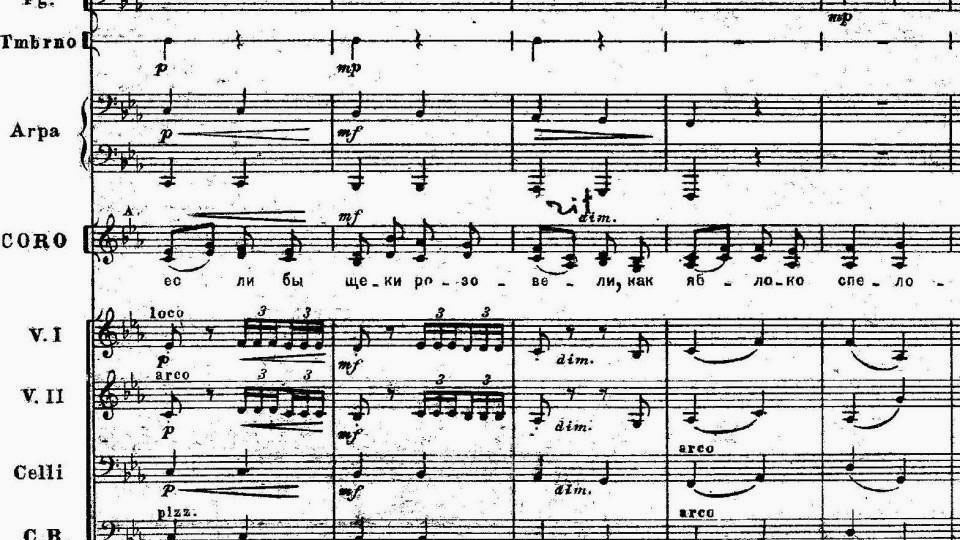 Fg.
mp
Tmbrno
p mp
Arpa
p mf
rit
dim.
A
mf
CORO
ес ли бы ще - ки ро - зо - ве - ли, как яб - ло - ко спе - ло -
loco
3 3 3 3
V. I
p mf dim.
arco
3 3 3 3
V. II
p mf dim.
arco
Celli
p mf dim.
pizz. arco
C.B.